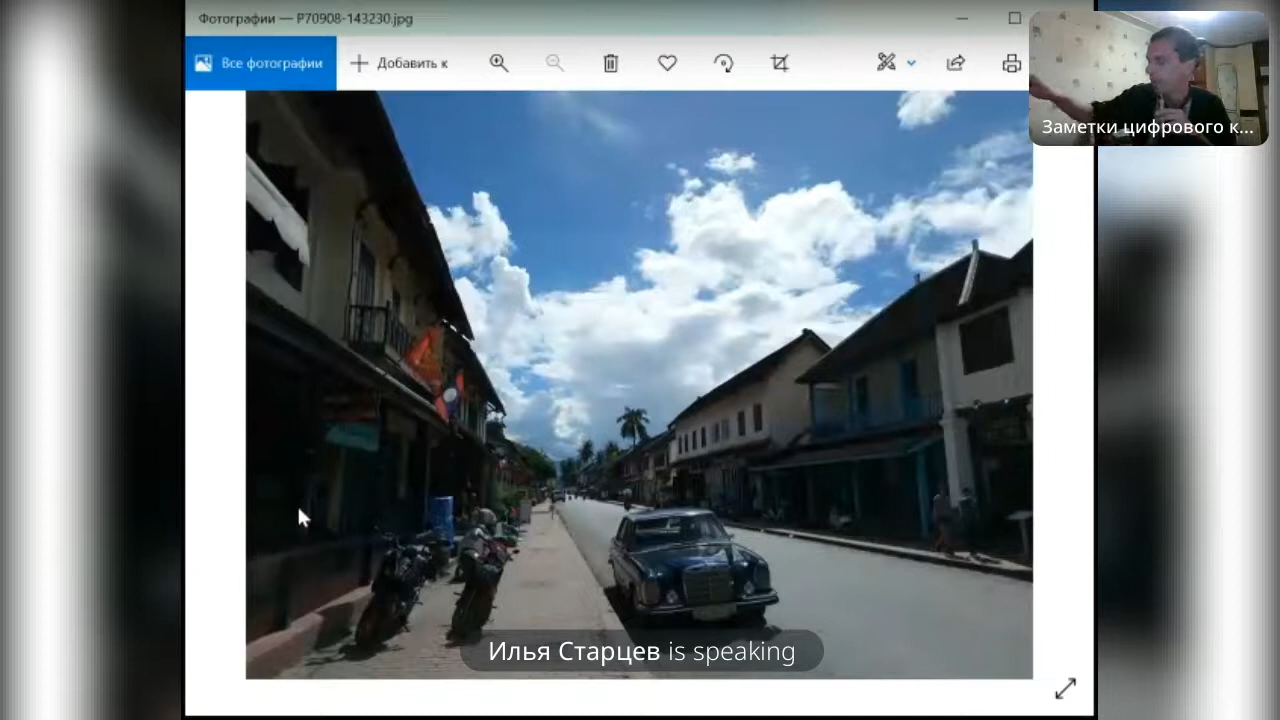 Фотографии — P70908-143230.jpg
Все фотографии
Добавить к
Заметки цифрового к...
Илья Старцев is speaking